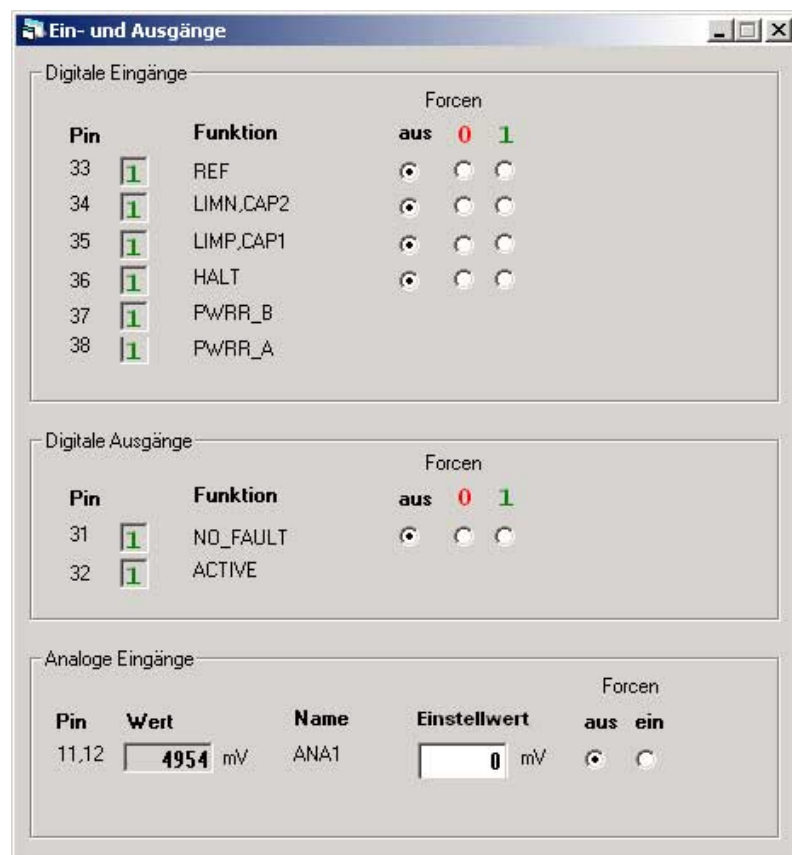 Ein- und Ausgänge
Digitale Eingänge
Forcen
Pin Funktion aus 0 1
33 1 REF
34 1 LIMN,CAP2
35 1 LIMP,CAP1
36 1 HALT
37 1 PWRR_B
38 1 PWRR_A
Digitale Ausgänge
Forcen
Pin Funktion aus 0 1
31 1 NO_FAULT
32 1 ACTIVE
Analoge Eingänge
Forcen
Pin Wert Name Einstellwert aus ein
11,12 4954 mV ANA1 0 mV